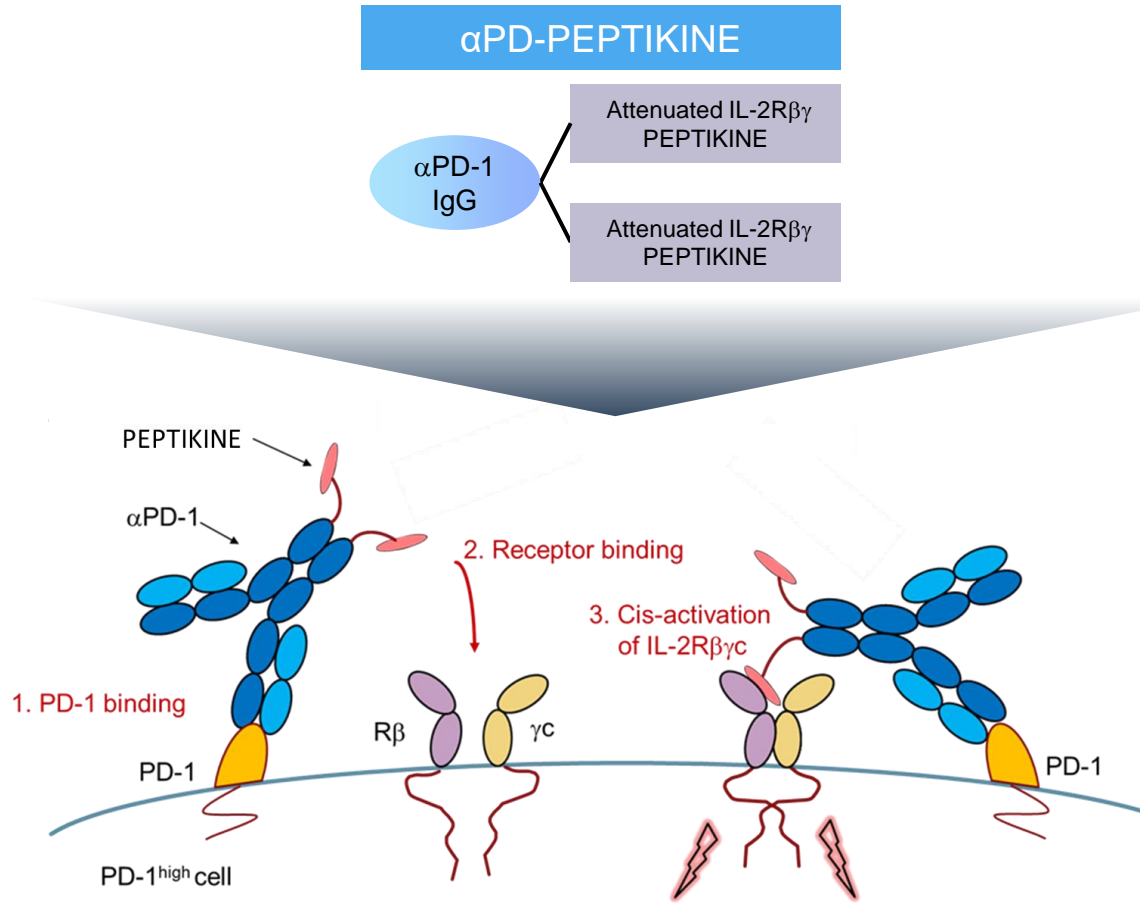 αPD-PEPTIKINE
αPD-1
IgG
Attenuated IL-2Rβγ
PEPTIKINE
Attenuated IL-2Rβγ
PEPTIKINE
PEPTIKINE
αPD-1
2. Receptor binding
3. Cis-activation
of IL-2Rβγc
1. PD-1 binding
Rβ
γc
PD-1
PD-1
PD-1high cell